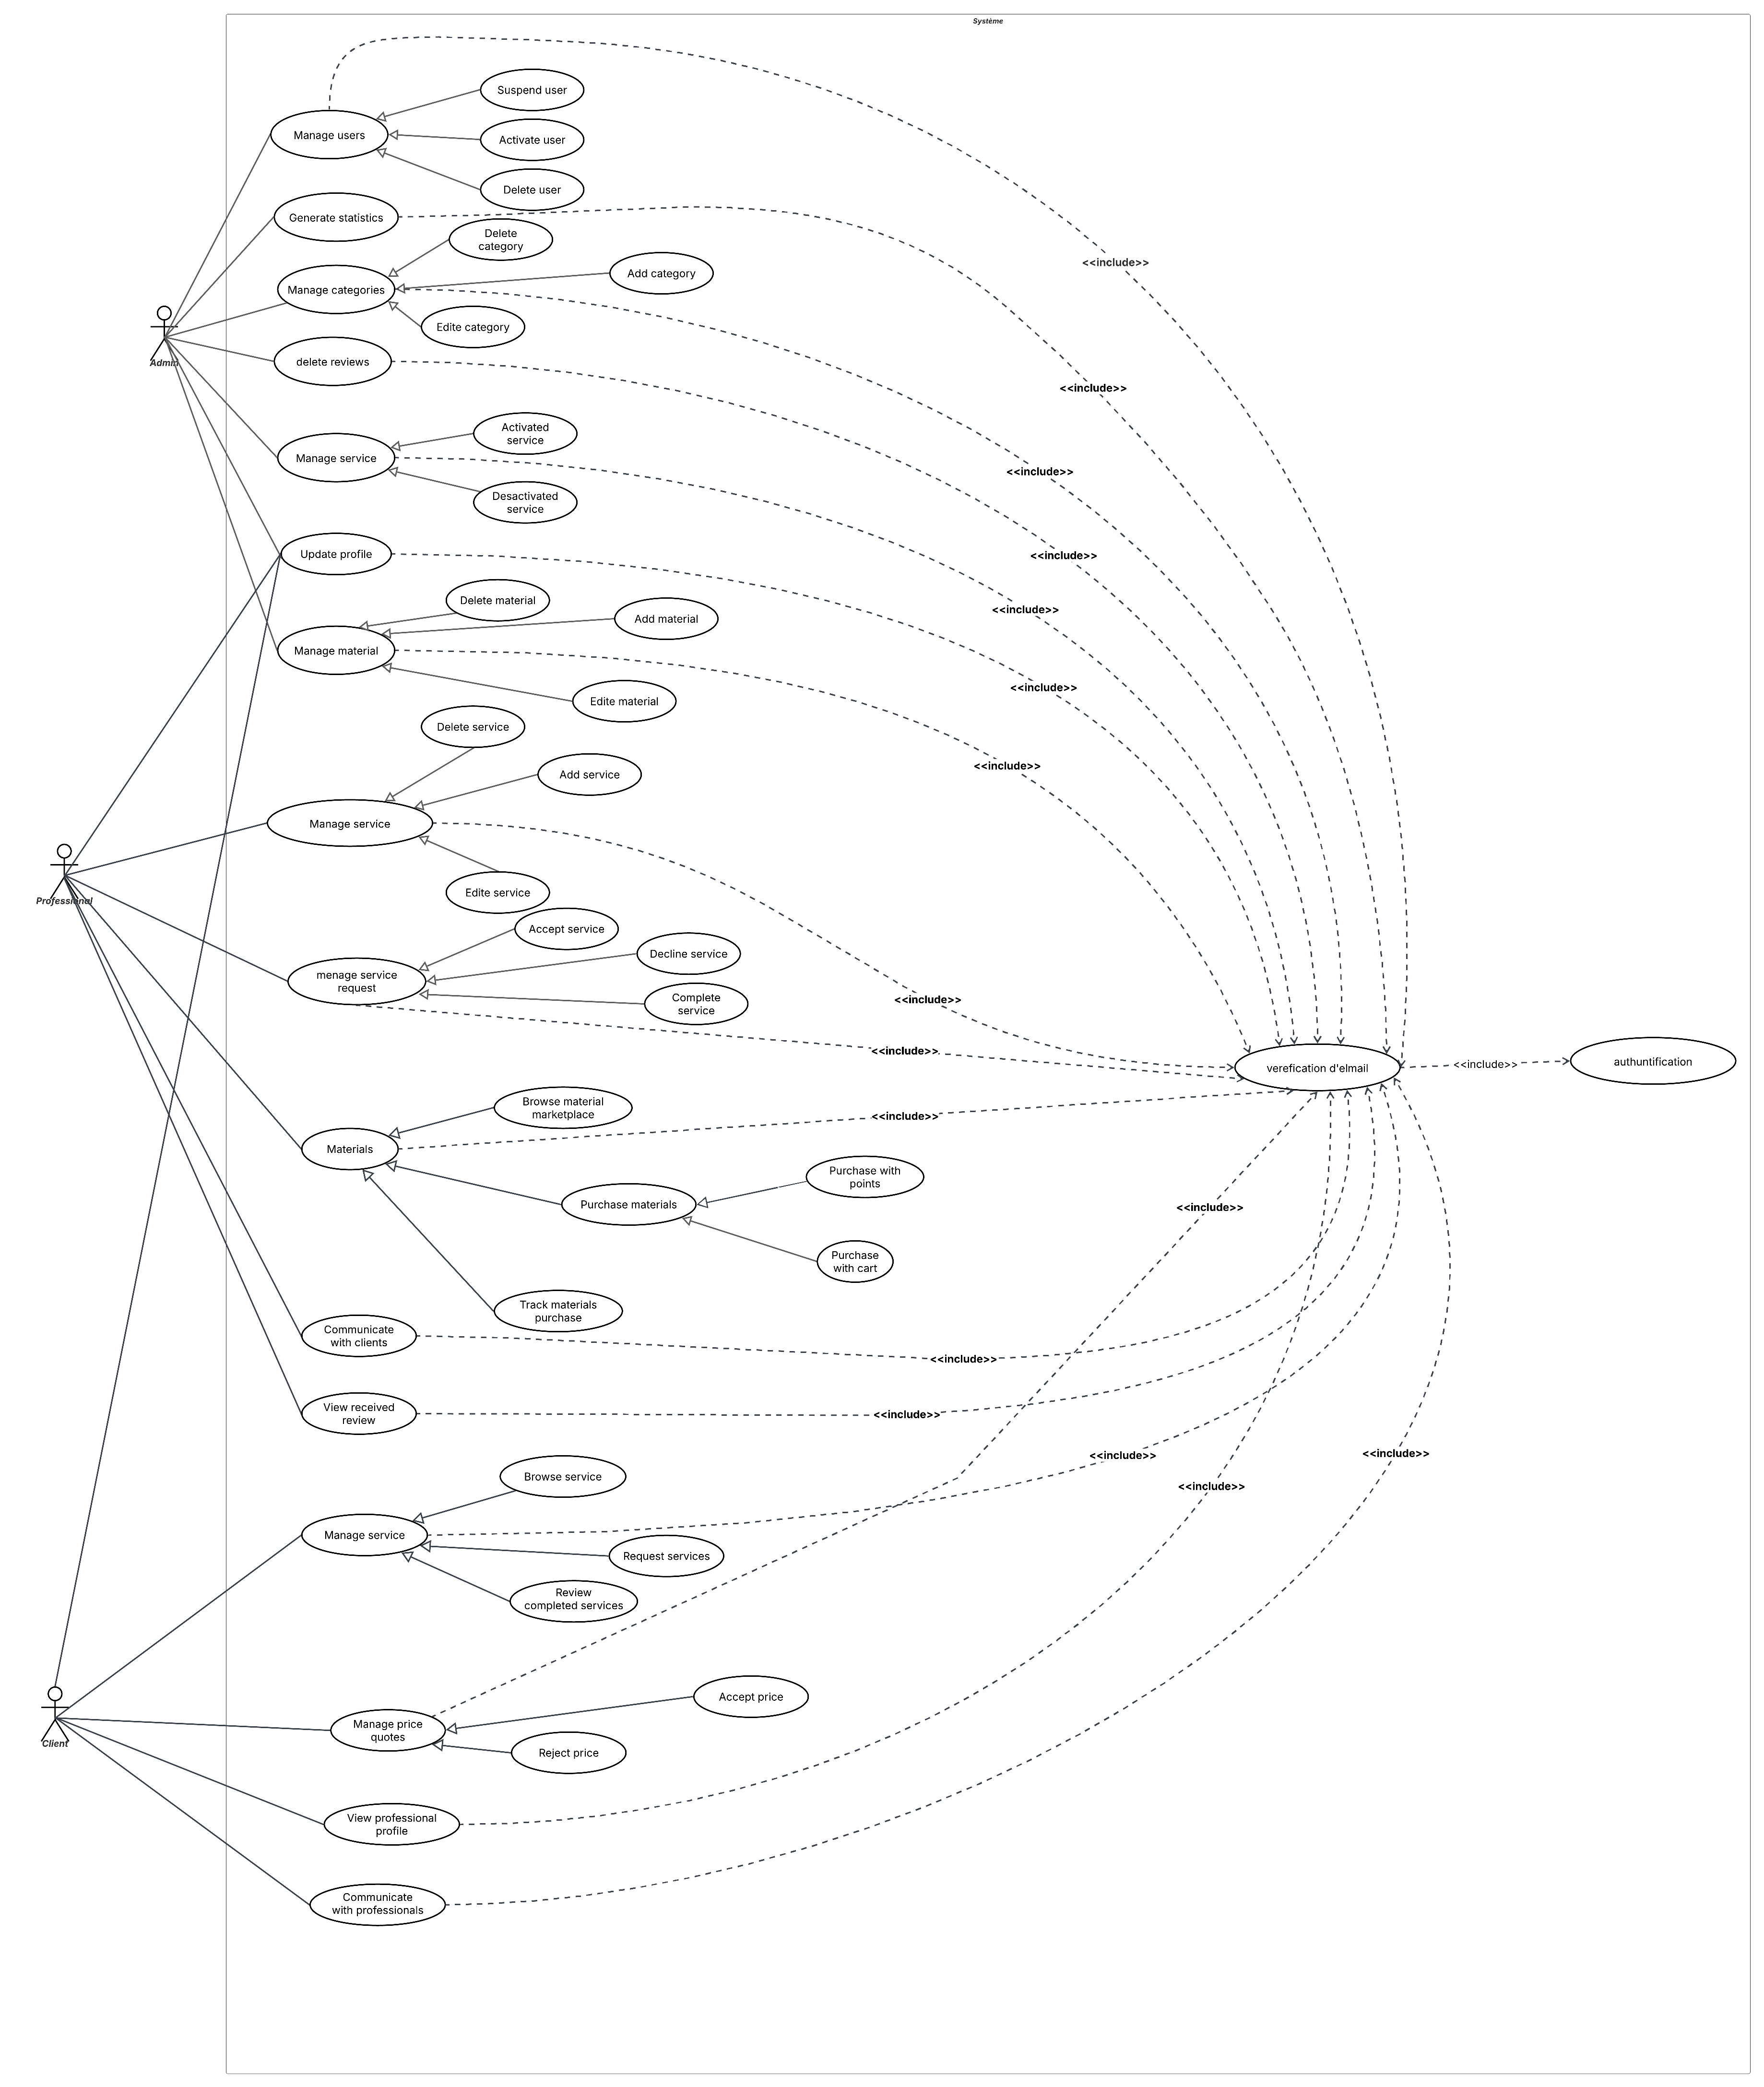 Système
Suspend user
Manage users
Activate user
Delete user
Generate statistics
Delete
category
<<include>>
Add category
Manage categories
Edite category
Admin
delete reviews
<<include>>
Activated
service
Manage service
<<include>>
Desactivated
service
Update profile
<<include>>
Delete material
<<include>>
Add material
Manage material
<<include>>
Edite material
Delete service
<<include>>
Add service
Manage service
Edite service
Professional
Accept service
Decline service
menage service
request
Complete
service
<<include>>
<<include>>
verefication d'elmail
<<include>>
authuntification
Browse material
marketplace
<<include>>
Materials
Purchase with
points
Purchase materials
<<include>>
Purchase
with cart
Track materials
purchase
Communicate
with clients
<<include>>
View received
review
<<include>>
<<include>>
<<include>>
Browse service
<<include>>
Manage service
Request services
Review
completed services
Accept price
Manage price
quotes
Client
Reject price
View professional
profile
Communicate
with professionals